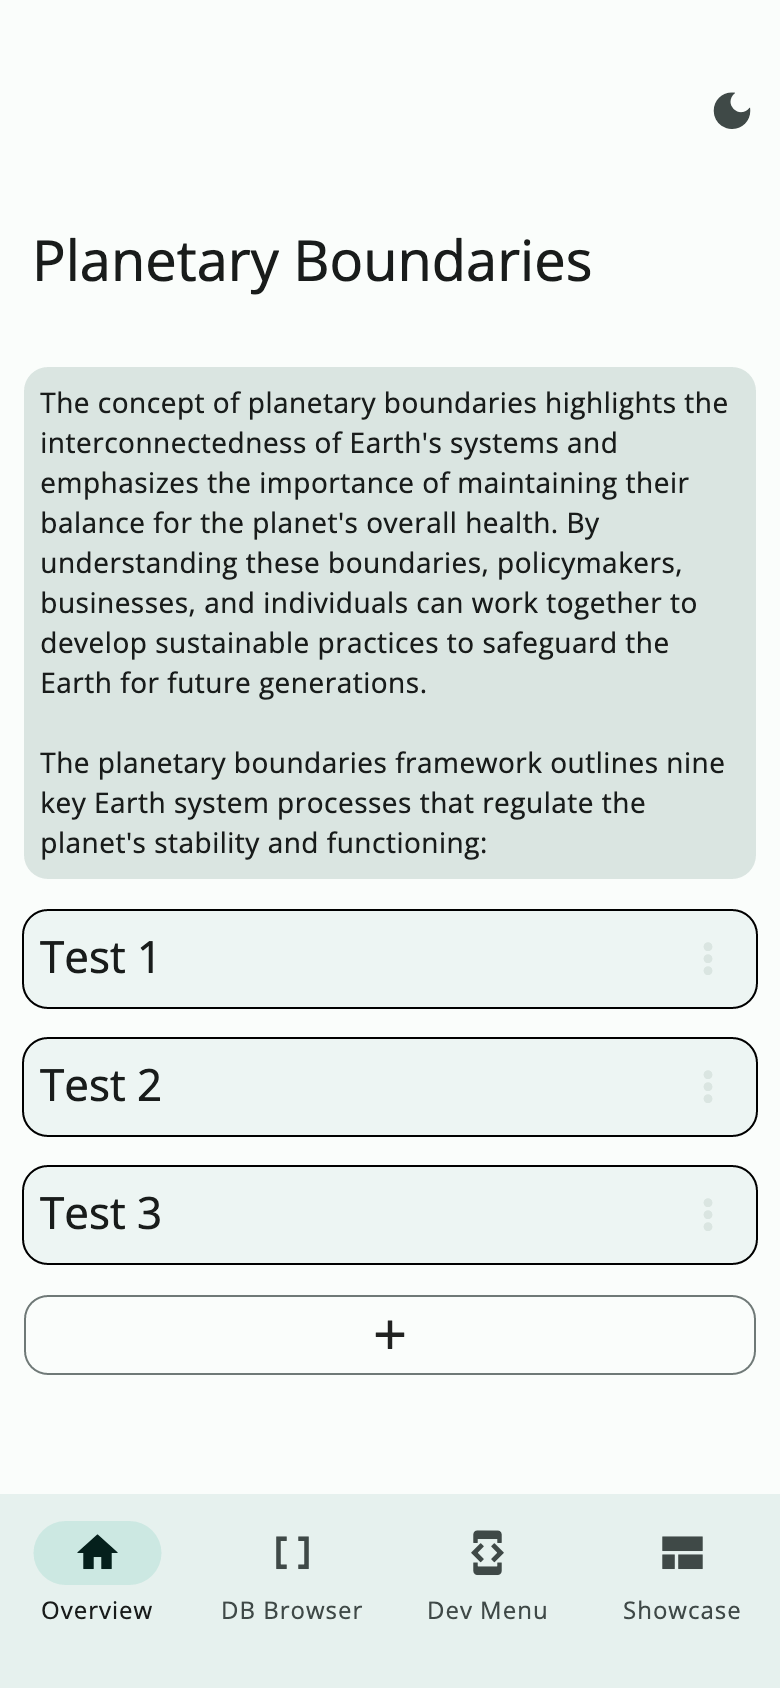 Planetary Boundaries
The concept of planetary boundaries highlights the
interconnectedness of Earth's systems and
emphasizes the importance of maintaining their
balance for the planet's overall health. By
understanding these boundaries, policymakers,
businesses, and individuals can work together to
develop sustainable practices to safeguard the
Earth for future generations.
The planetary boundaries framework outlines nine
key Earth system processes that regulate the
planet's stability and functioning:
Test 1
Test 2
Test 3
+
Overview
DB Browser
Dev Menu
Showcase